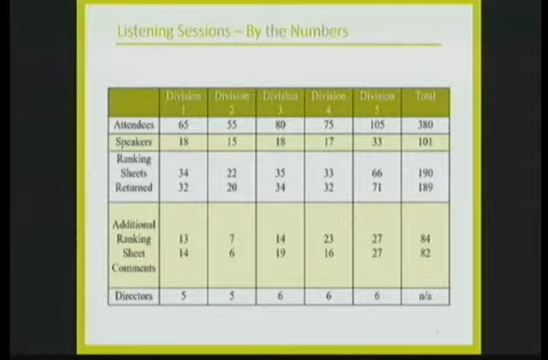 Listening Sessions – By the Numbers
Division 1 Division 2 Division 3 Division 4 Division 5 Total
Attendees 65 55 80 75 105 380
Speakers 18 15 18 17 33 101
Ranking
Sheets 34 22 35 33 66 190
Returned 32 20 34 32 71 189
Additional
Ranking 13 7 14 23 27 84
Sheet 14 6 19 16 27 82
Comments
Directors 5 5 6 6 6 n/a